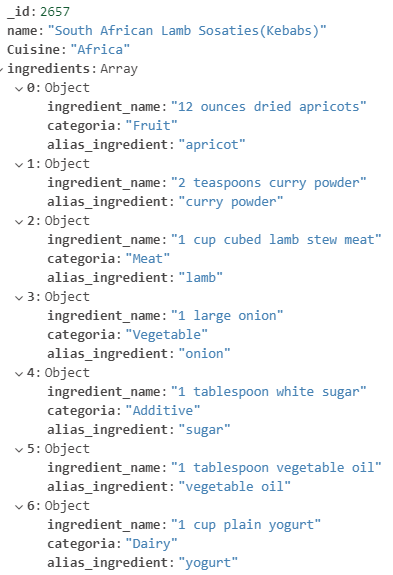 _id: 2657
name: "South African Lamb Sosaties(Kebabs)"
Cuisine: "Africa"
ingredients: Array
0: Object
ingredient_name: "12 ounces dried apricots"
categoria: "Fruit"
alias_ingredient: "apricot"
1: Object
ingredient_name: "2 teaspoons curry powder"
alias_ingredient: "curry powder"
2: Object
ingredient_name: "1 cup cubed lamb stew meat"
categoria: "Meat"
alias_ingredient: "lamb"
3: Object
ingredient_name: "1 large onion"
categoria: "Vegetable"
alias_ingredient: "onion"
4: Object
ingredient_name: "1 tablespoon white sugar"
categoria: "Additive"
alias_ingredient: "sugar"
5: Object
ingredient_name: "1 tablespoon vegetable oil"
alias_ingredient: "vegetable oil"
6: Object
ingredient_name: "1 cup plain yogurt"
categoria: "Dairy"
alias_ingredient: "yogurt"